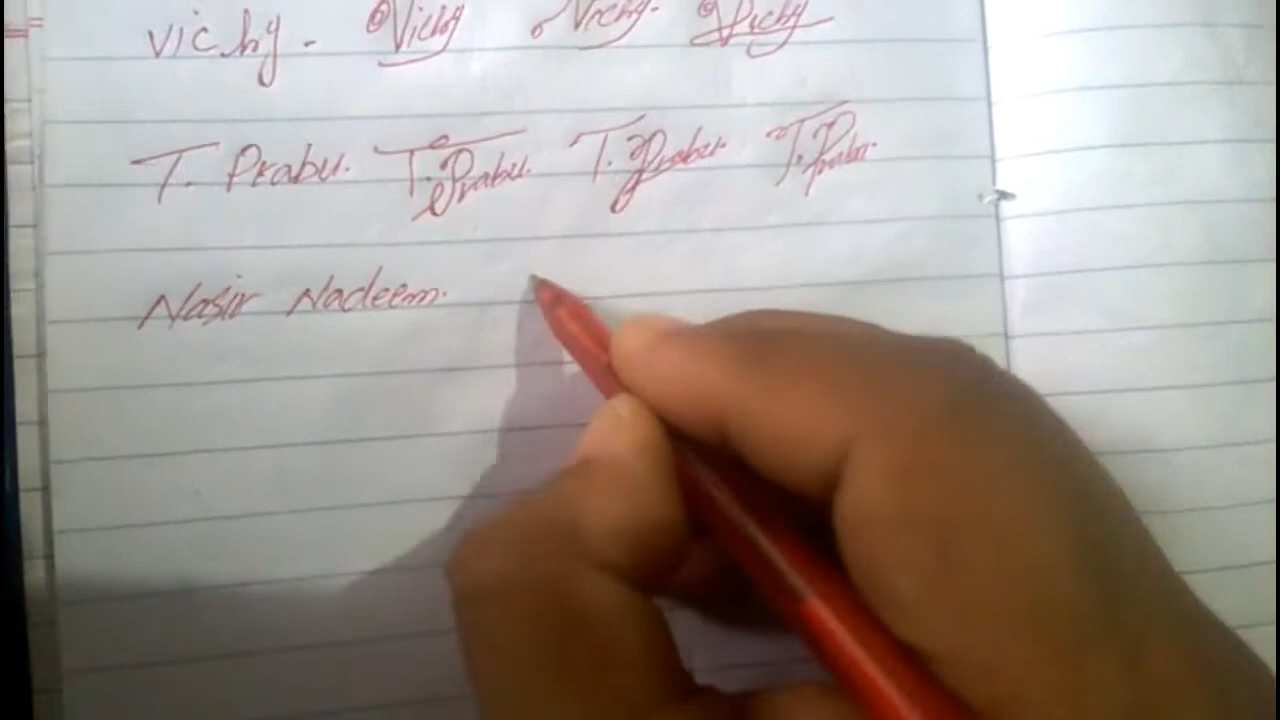 vichy - Vichy Vichy- Vichy
T. Prabu. T. Prabu. T. Prabu. T. Prabu.
Nasir Nadeem.